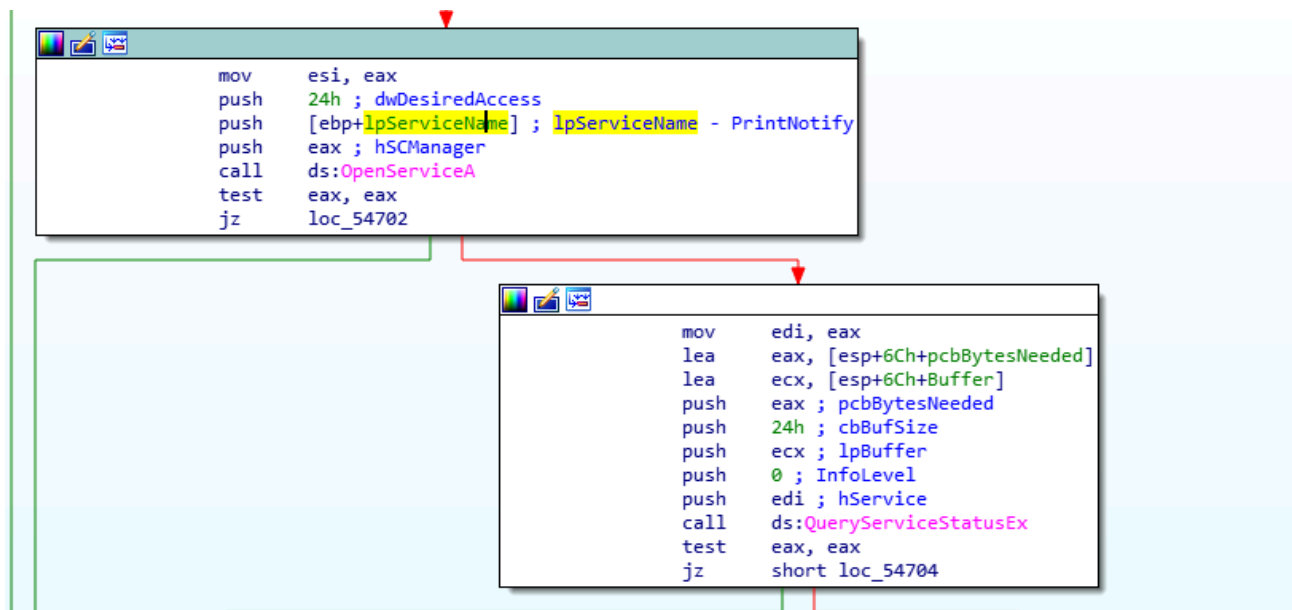 mov esi, eax
push 24h ; dwDesiredAccess
push [ebp+lpServiceName] ; lpServiceName - PrintNotify
push eax ; hSCManager
call ds:OpenServiceA
test eax, eax
jz loc_54702
mov edi, eax
lea eax, [esp+6Ch+pcbBytesNeeded]
lea ecx, [esp+6Ch+Buffer]
push eax ; pcbBytesNeeded
push 24h ; cbBufSize
push ecx ; lpBuffer
push 0 ; InfoLevel
push edi ; hService
call ds:QueryServiceStatusEx
test eax, eax
jz short loc_54704